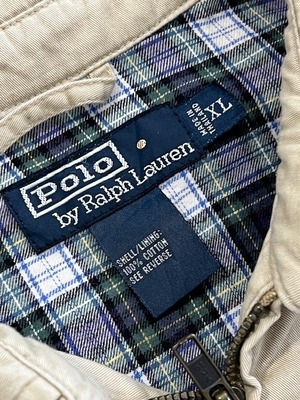 Polo
by Ralph Lauren
XL
MADE IN
THAILAND
SHELL/LINING:
100% COTTON
SEE REVERSE